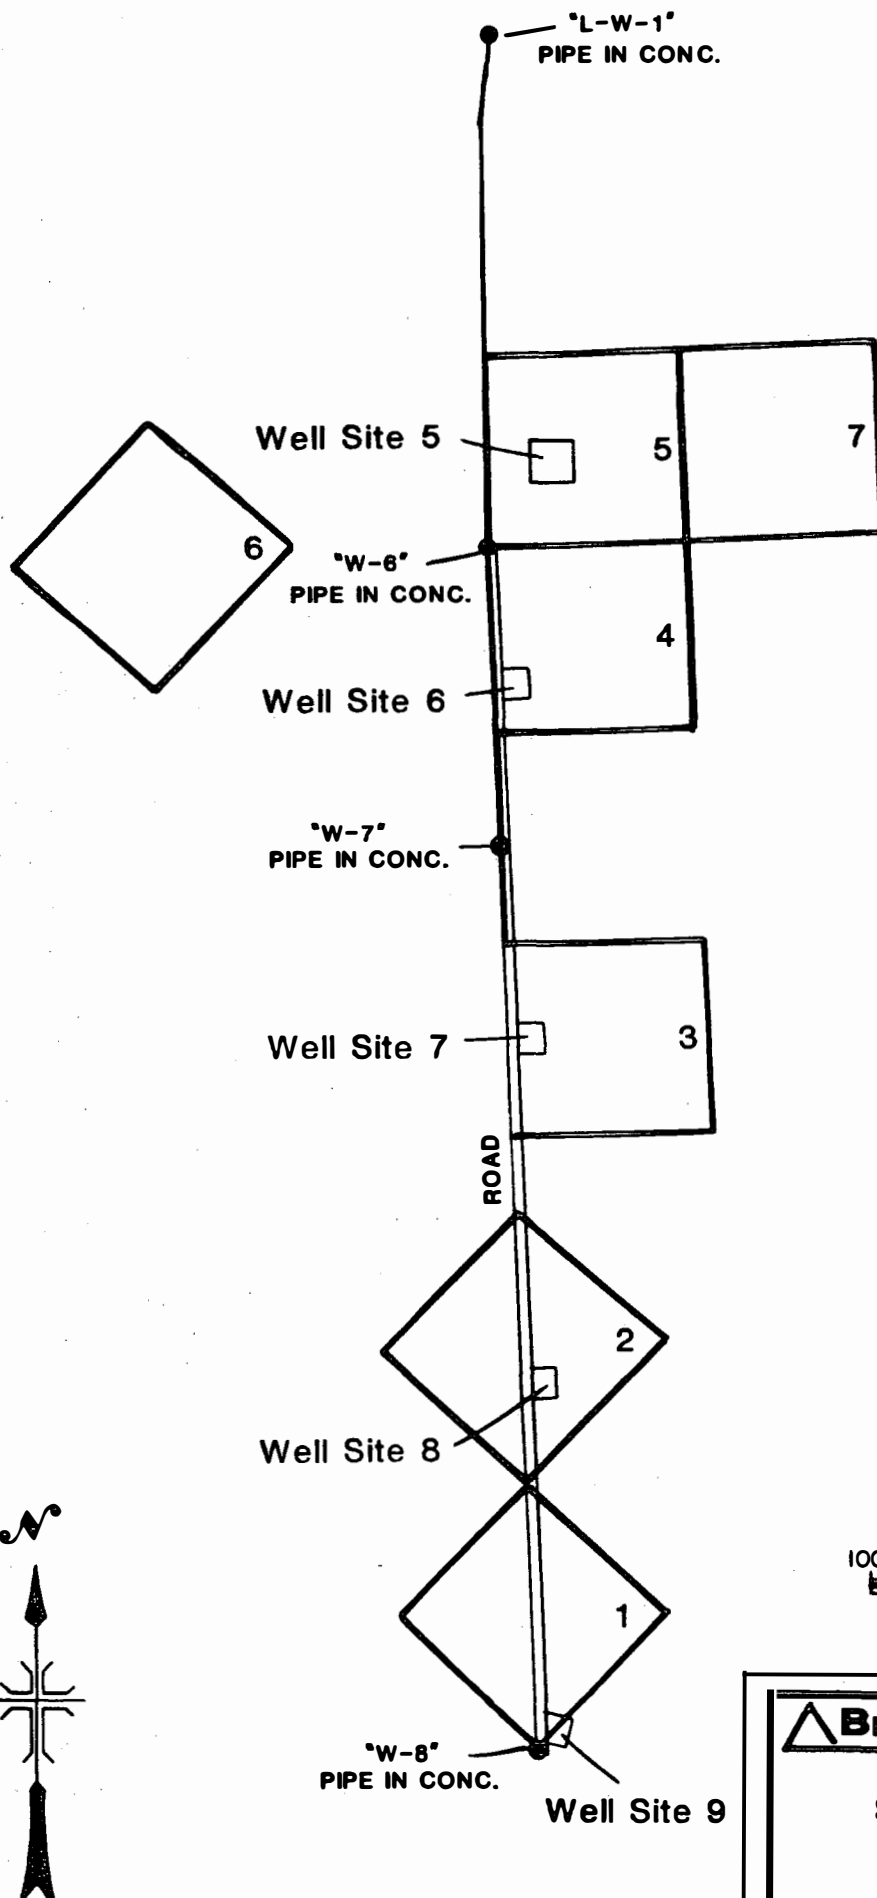 "L-W-1"
PIPE IN CONC.
Well Site 5
5
7
6
"W-6"
PIPE IN CONC.
4
Well Site 6
"W-7"
PIPE IN CONC.
Well Site 7
3
ROAD
2
Well Site 8
N
100
1
"W-8"
PIPE IN CONC.
Well Site 9